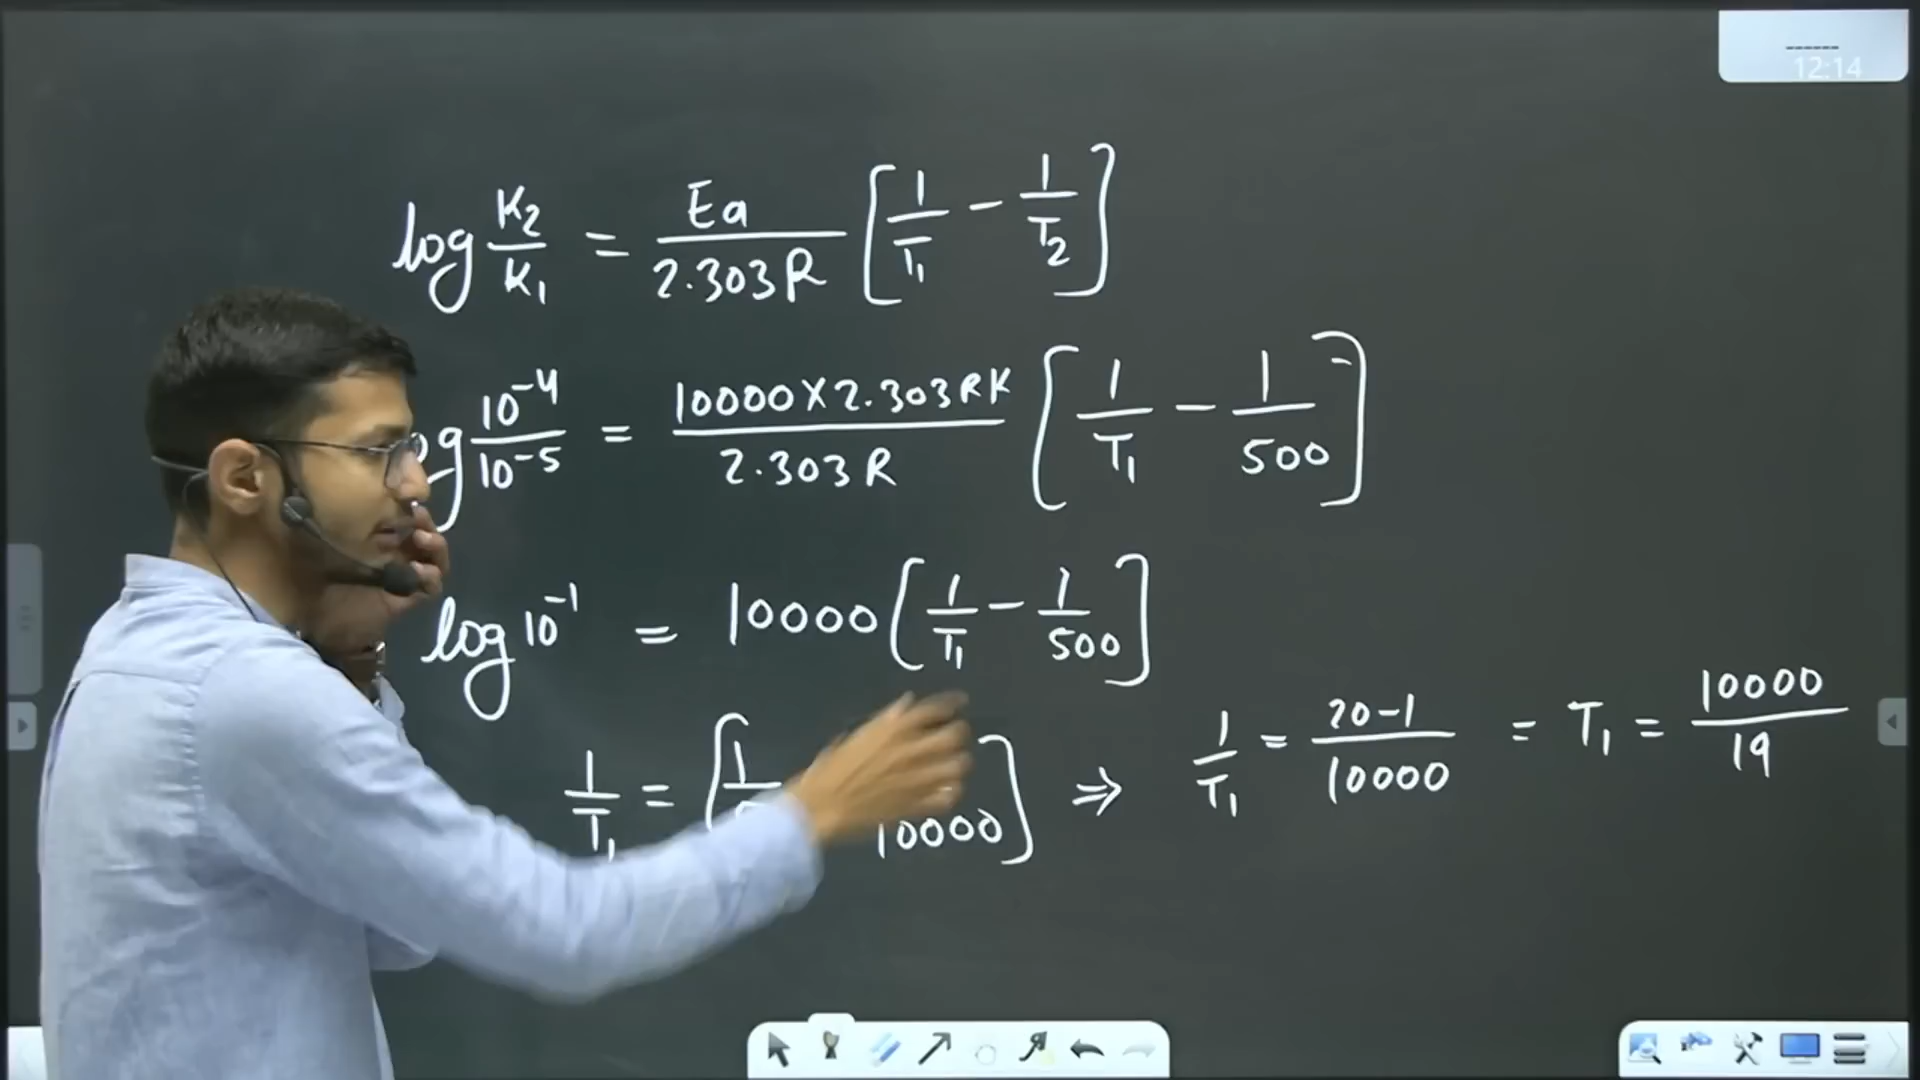 12:14
log K₂/K₁ = Ea/2.303R [1/T₁ - 1/T₂]
10⁻⁴/10⁻⁵ = 10000×2.303RK/2.303R [1/T₁ - 1/500]
log 10⁻¹ = 10000 [1/T₁ - 1/500]
1/T₁ = [1/ 10000] ⇒ 1/T₁ = 20-1/10000 = T₁ = 10000/19